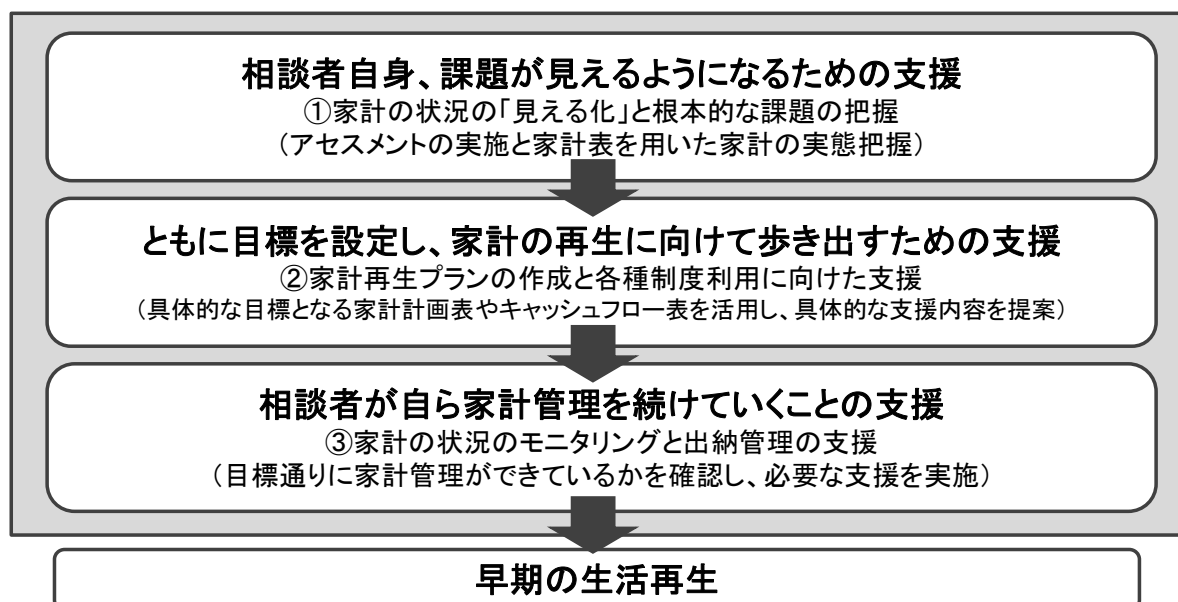 相談者自身、課題が見えるようになるための支援
①家計の状況の「見える化」と根本的な課題の把握
（アセスメントの実施と家計表を用いた家計の実態把握）
ともに目標を設定し、家計の再生に向けて歩き出すための支援
②家計再生プランの作成と各種制度利用に向けた支援
（具体的な目標となる家計計画表やキャッシュフロー表を活用し、具体的な支援内容を提案）
相談者が自ら家計管理を続けていくことの支援
③家計の状況のモニタリングと出納管理の支援
（目標通りに家計管理ができているかを確認し、必要な支援を実施）
早期の生活再生